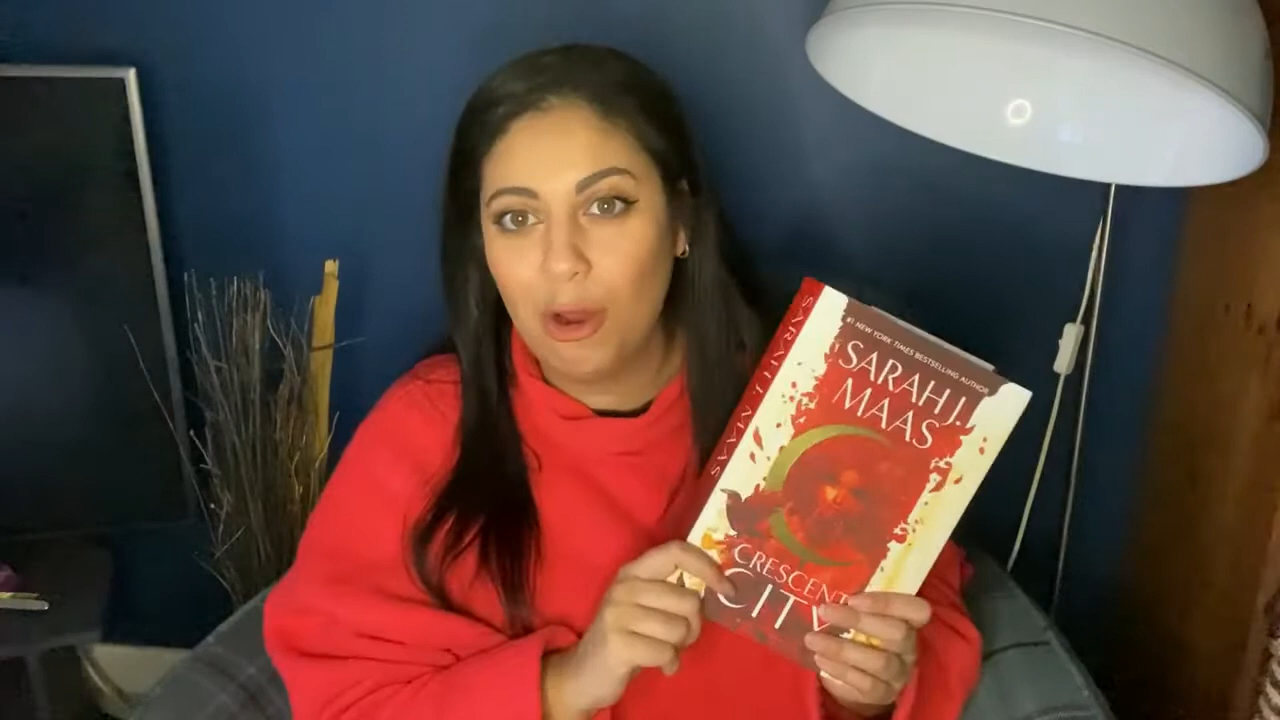 SARAH J. MAAS
#1 NEW YORK TIMES BESTSELLING AUTHOR
SARAH J.
MAAS
CRESCENT
CITY